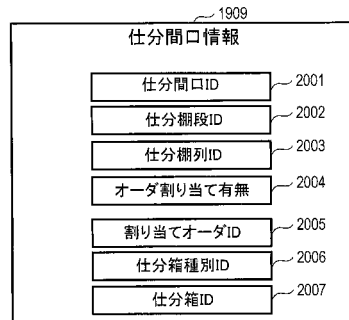 1909
仕分間口情報
仕分間口ID 2001
仕分棚段ID 2002
仕分棚列ID 2003
オーダ割り当て有無 2004
割り当てオーダID 2005
仕分箱種別ID 2006
仕分箱ID 2007